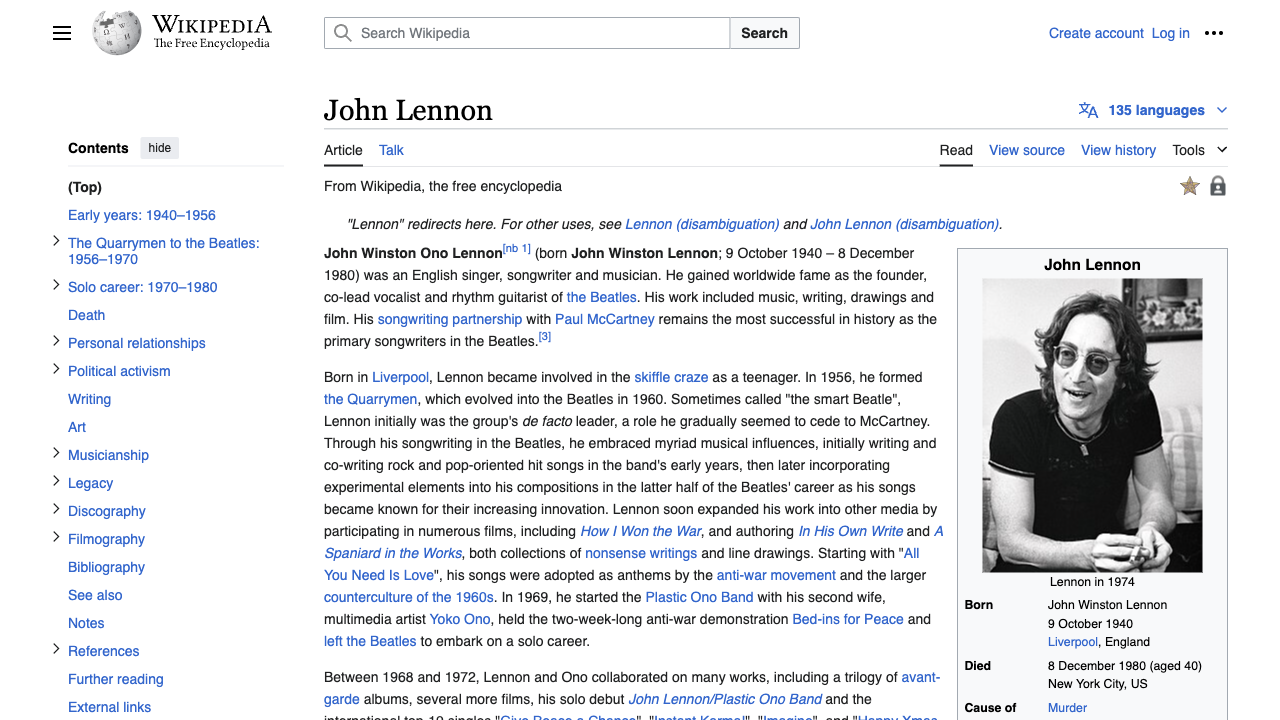 WIKIPEDIA
The Free Encyclopedia
Search Wikipedia
Search
Create account
Log in
John Lennon
135 languages
Contents
hide
Article
Talk
Read
View source
View history
Tools
(Top)
Early years: 1940–1956
The Quarrymen to the Beatles:
1956–1970
Solo career: 1970–1980
Death
Personal relationships
Political activism
Writing
Art
Musicianship
Legacy
Discography
Filmography
Bibliography
See also
Notes
References
Further reading
External links
From Wikipedia, the free encyclopedia
"Lennon" redirects here. For other uses, see Lennon (disambiguation) and John Lennon (disambiguation).
John Winston Ono Lennon[nb 1] (born John Winston Lennon; 9 October 1940 – 8 December
1980) was an English singer, songwriter and musician. He gained worldwide fame as the founder,
co-lead vocalist and rhythm guitarist of the Beatles. His work included music, writing, drawings and
film. His songwriting partnership with Paul McCartney remains the most successful in history as the
primary songwriters in the Beatles.[3]
Born in Liverpool, Lennon became involved in the skiffle craze as a teenager. In 1956, he formed
the Quarrymen, which evolved into the Beatles in 1960. Sometimes called "the smart Beatle",
Lennon initially was the group's de facto leader, a role he gradually seemed to cede to McCartney.
Through his songwriting in the Beatles, he embraced myriad musical influences, initially writing and
co-writing rock and pop-oriented hit songs in the band's early years, then later incorporating
experimental elements into his compositions in the latter half of the Beatles' career as his songs
became known for their increasing innovation. Lennon soon expanded his work into other media by
participating in numerous films, including How I Won the War, and authoring In His Own Write and A
Spaniard in the Works, both collections of nonsense writings and line drawings. Starting with "All
You Need Is Love", his songs were adopted as anthems by the anti-war movement and the larger
counterculture of the 1960s. In 1969, he started the Plastic Ono Band with his second wife,
multimedia artist Yoko Ono, held the two-week-long anti-war demonstration Bed-ins for Peace and
left the Beatles to embark on a solo career.
Between 1968 and 1972, Lennon and Ono collaborated on many works, including a trilogy of avant-
garde albums, several more films, his solo debut John Lennon/Plastic Ono Band and the
international top-10 singles "Give Peace a Chance", "Instant Karma!", "Imagine", and "Happy Xmas
John Lennon
Lennon in 1974
Born
John Winston Lennon
9 October 1940
Liverpool, England
Died
8 December 1980 (aged 40)
New York City, US
Cause of
Murder